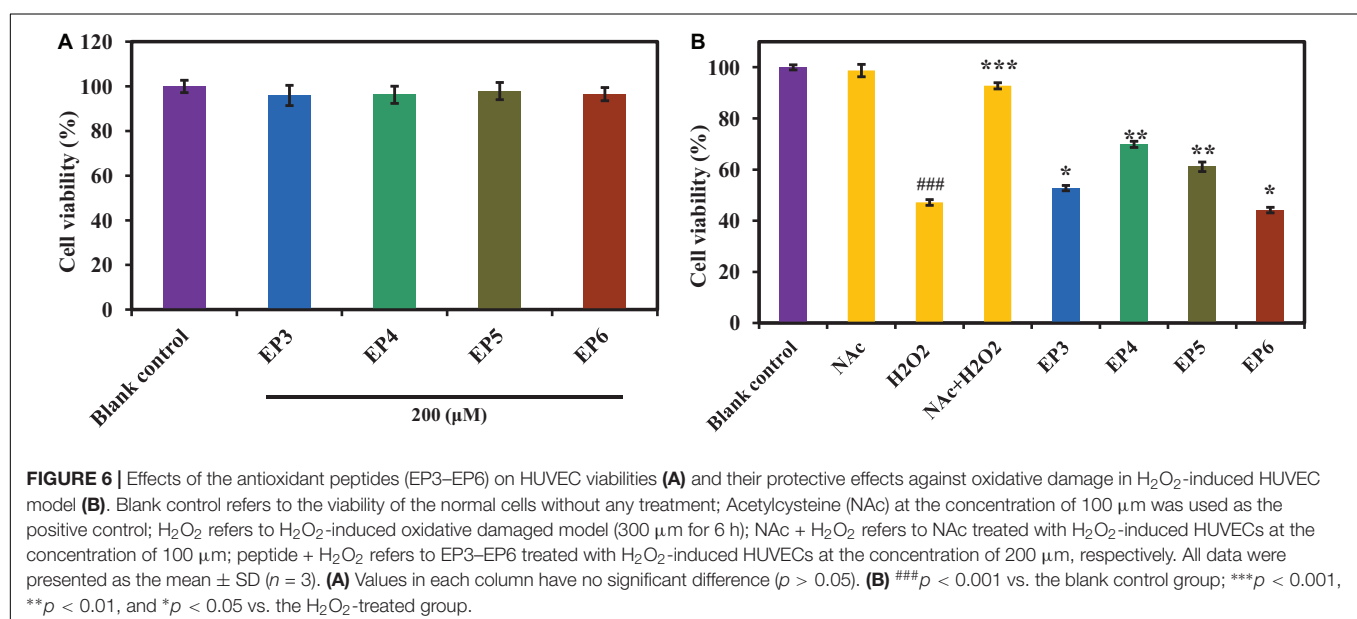 A
120
100
80
60
40
20
0
Cell viability (%)
Blank control
EP3
EP4
EP5
EP6
200 (μM)
B
100
80
60
40
20
0
Cell viability (%)
###
***
*
**
**
*
Blank control
NAc
H2O2
NAc+H2O2
EP3
EP4
EP5
EP6
FIGURE 6 | Effects of the antioxidant peptides (EP3–EP6) on HUVEC viabilities (A) and their protective effects against oxidative damage in H₂O₂-induced HUVEC
model (B). Blank control refers to the viability of the normal cells without any treatment; Acetylcysteine (NAc) at the concentration of 100 μm was used as the
positive control; H₂O₂ refers to H₂O₂-induced oxidative damaged model (300 μm for 6 h); NAc + H₂O₂ refers to NAc treated with H₂O₂-induced HUVECs at the
concentration of 100 μm; peptide + H₂O₂ refers to EP3–EP6 treated with H₂O₂-induced HUVECs at the concentration of 200 μm, respectively. All data were
presented as the mean ± SD (n = 3). (A) Values in each column have no significant difference (p > 0.05). (B) ###p < 0.001 vs. the blank control group; ***p < 0.001,
**p < 0.01, and *p < 0.05 vs. the H₂O₂-treated group.